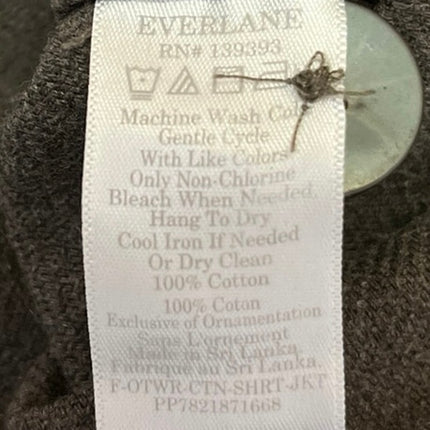 EVERLANE
RN# 139393
Machine Wash Cold
Gentle Cycle
With Like Colors
Only Non-Chlorine
Bleach When Needed.
Hang To Dry
Cool Iron If Needed
Or Dry Clean
100% Cotton
100% Coton
Exclusive of Ornamentation
Sans L'ornement
Made in Sri Lanka
Fabriqué au Sri Lanka.
F-OTWR-CTN-SHRT-JKT
PP7821871668